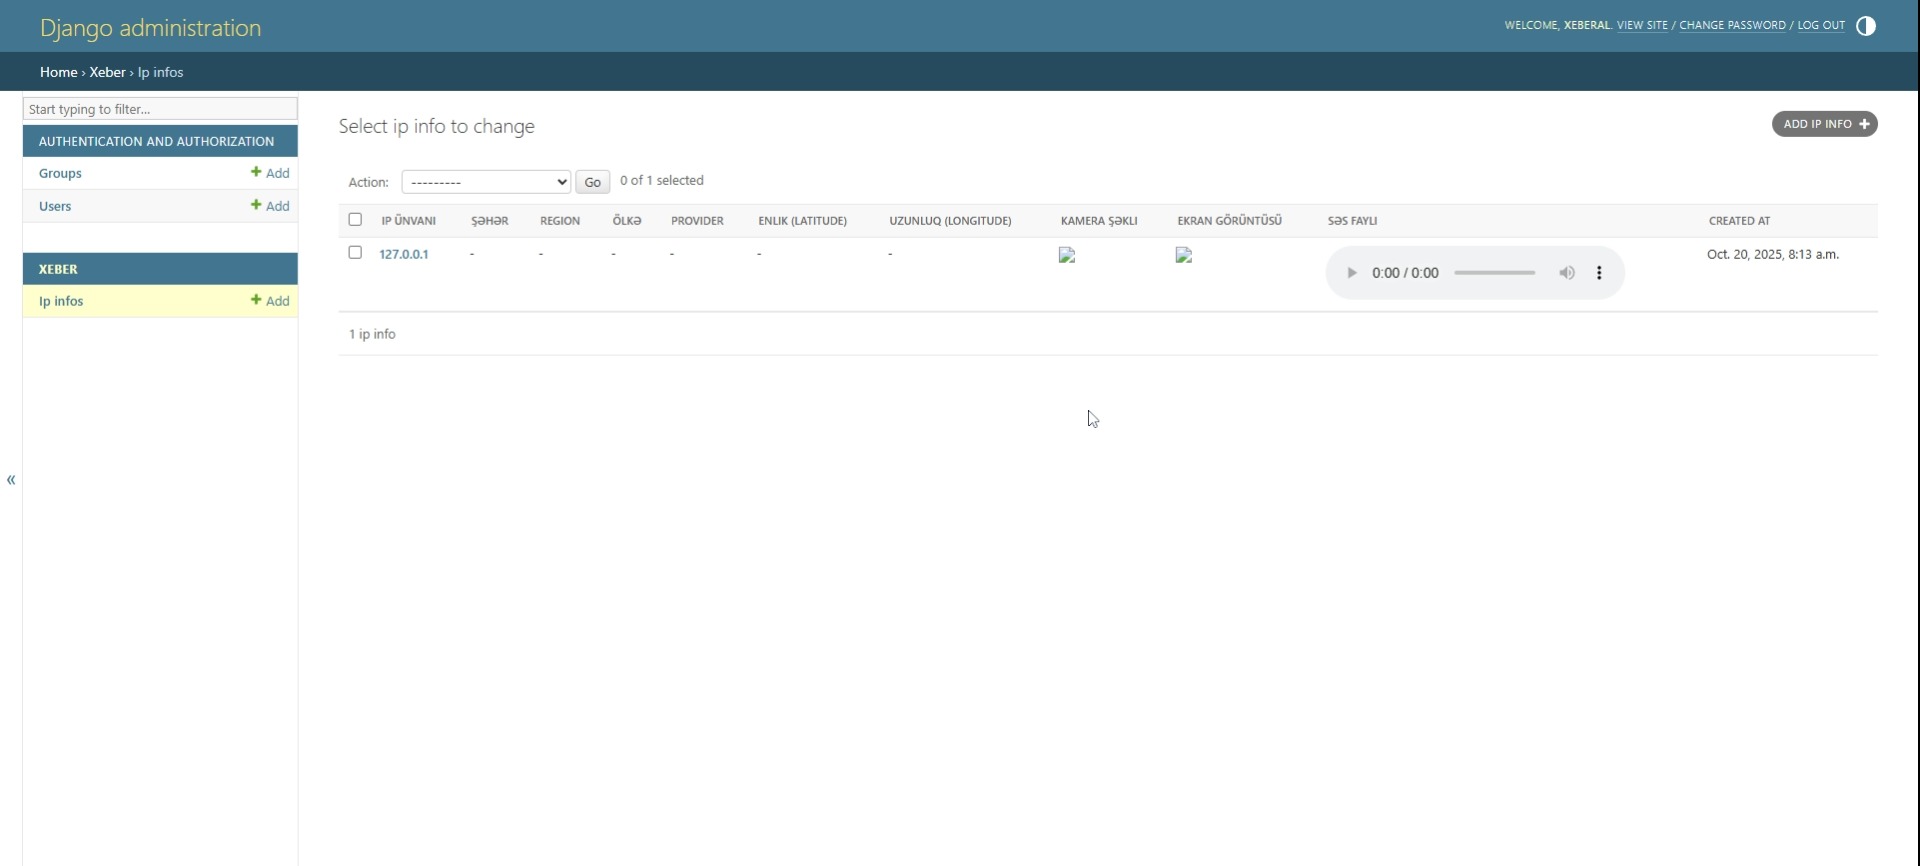 Django administration
WELCOME, XEBERAL. VIEW SITE / CHANGE PASSWORD / LOG OUT
Home › Xeber › Ip infos
Start typing to filter...
AUTHENTICATION AND AUTHORIZATION
Groups + Add
Users + Add
XEBER
Ip infos + Add
«
Select ip info to change
ADD IP INFO +
Action: --------- Go 0 of 1 selected
IP ÜNVANI ŞƏHƏR REGION ÖLKƏ PROVIDER ENLIK (LATITUDE) UZUNLUQ (LONGITUDE) KAMERA ŞƏKLI EKRAN GÖRÜNTÜSÜ SƏS FAYLI CREATED AT
127.0.0.1 - - - - - - 0:00 / 0:00 Oct. 20, 2025, 8:13 a.m.
1 ip info